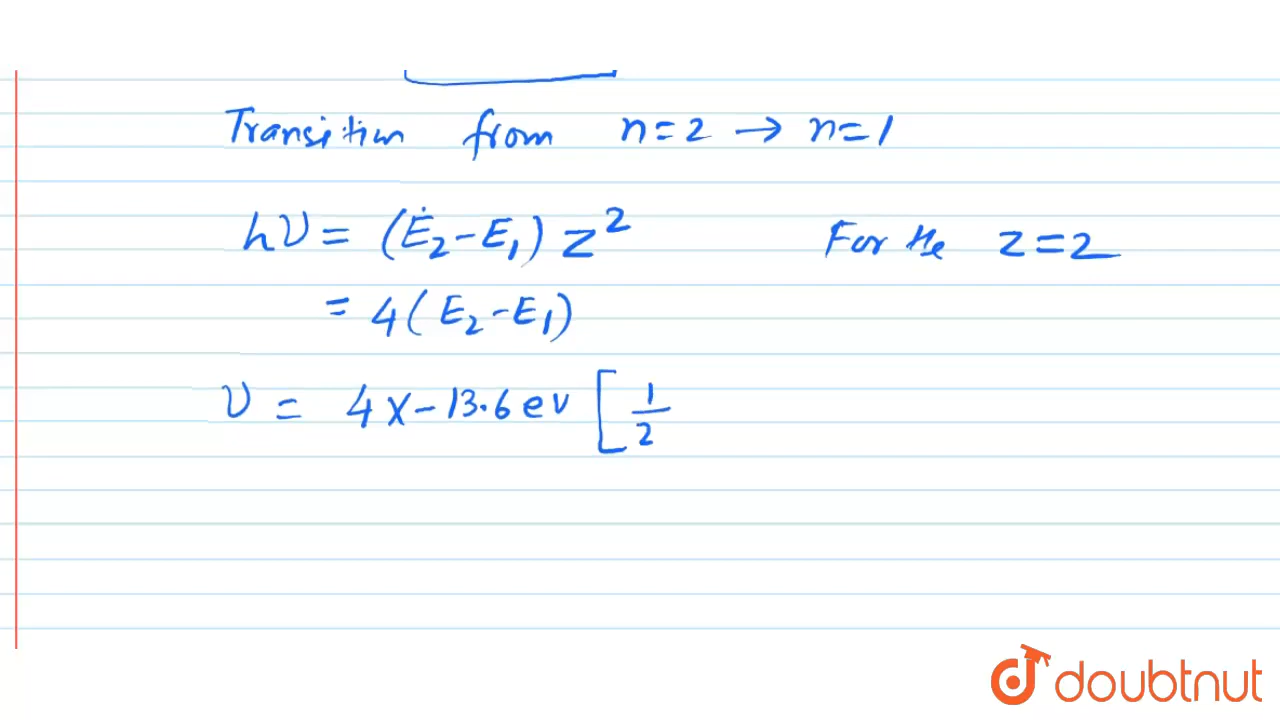 Transition from n=2 → n=1
hν = (E₂-E₁) Z² For He Z=2
= 4(E₂-E₁)
ν = 4x-13.6 ev [1/2
doubtnut